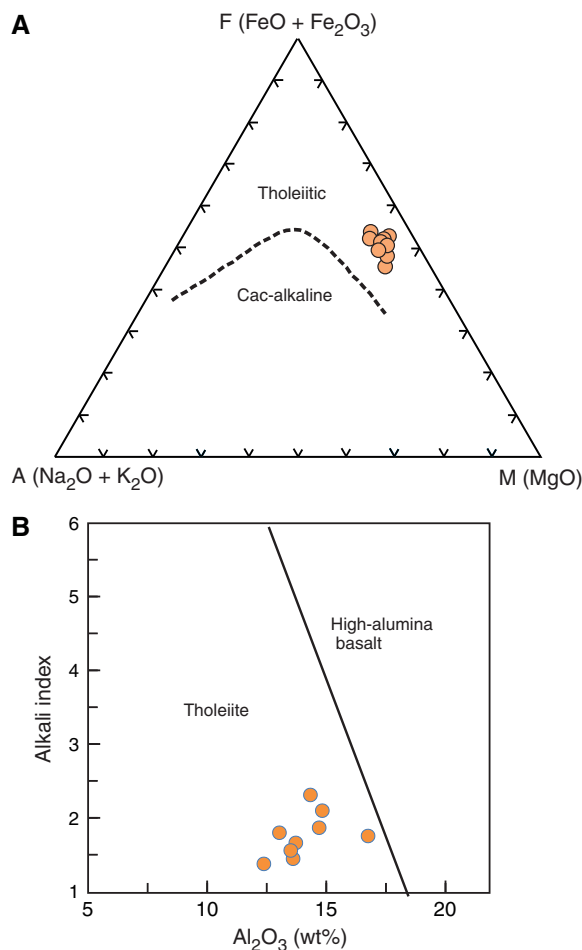 A
F (FeO + Fe₂O₃)
Tholeiitic
Cac-alkaline
A (Na₂O + K₂O)
M (MgO)
B
6
5
4
3
2
1
Alkali index
High-alumina
basalt
Tholeiite
5
10
15
20
Al₂O₃ (wt%)